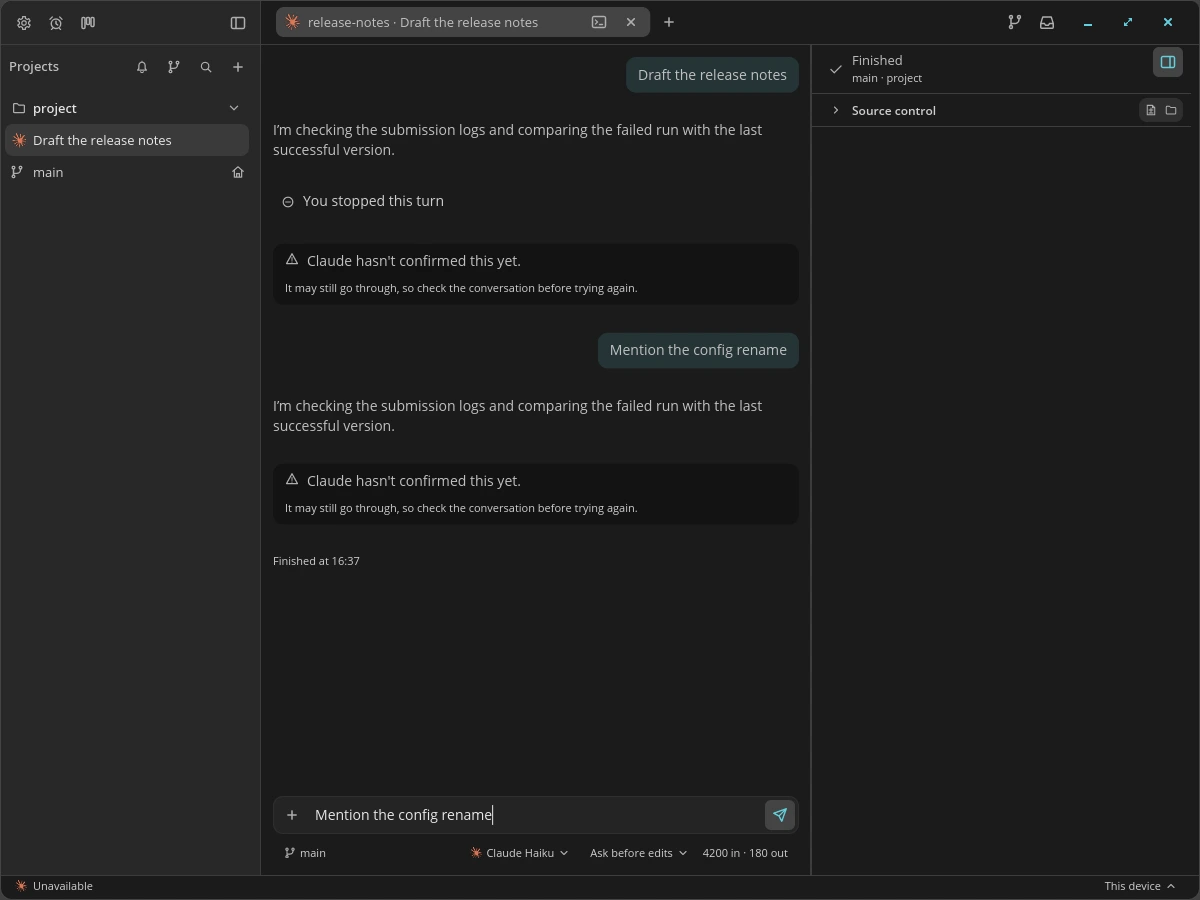 release-notes · Draft the release notes
Projects
project
Draft the release notes
main
Draft the release notes
I'm checking the submission logs and comparing the failed run with the last
successful version.
You stopped this turn
Claude hasn't confirmed this yet.
It may still go through, so check the conversation before trying again.
Mention the config rename
I'm checking the submission logs and comparing the failed run with the last
successful version.
Claude hasn't confirmed this yet.
It may still go through, so check the conversation before trying again.
Finished at 16:37
Mention the config rename
main
Claude Haiku
Ask before edits
4200 in · 180 out
Finished
main · project
Source control
Unavailable
This device